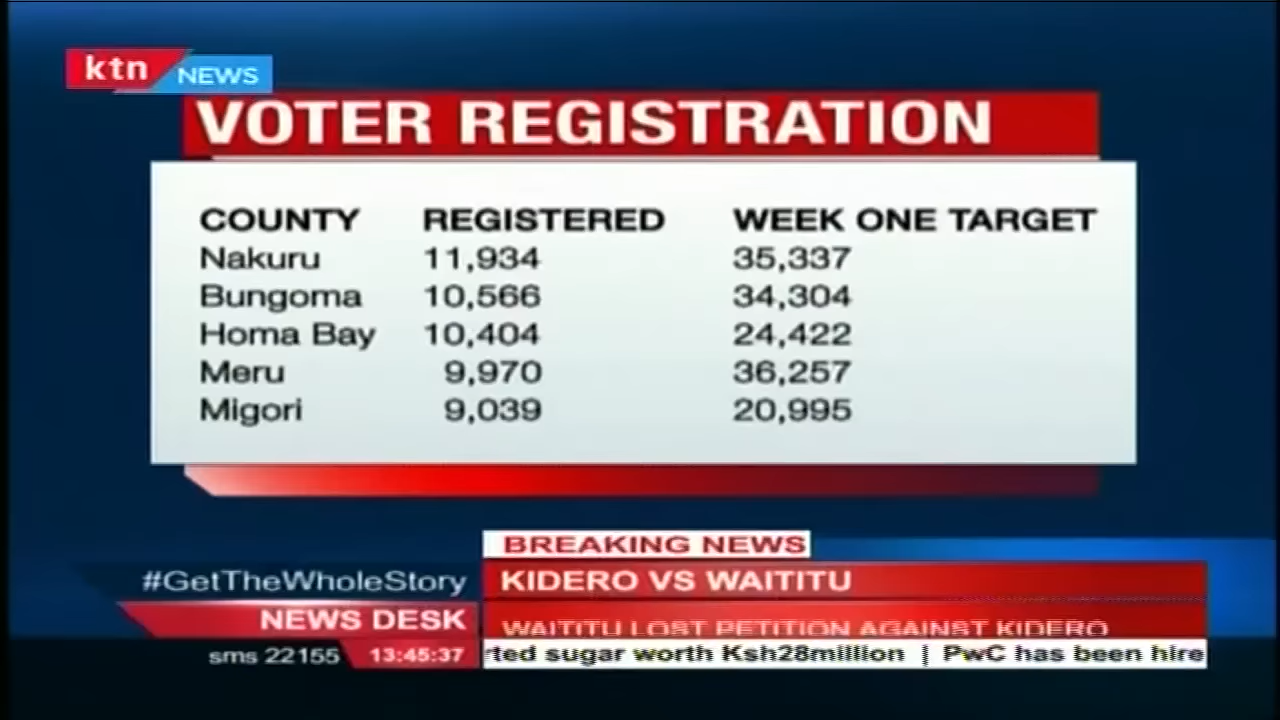 ktn NEWS
VOTER REGISTRATION
COUNTY REGISTERED WEEK ONE TARGET
Nakuru 11,934 35,337
Bungoma 10,566 34,304
Homa Bay 10,404 24,422
Meru 9,970 36,257
Migori 9,039 20,995
BREAKING NEWS
#GetTheWholeStory KIDERO VS WAITITU
NEWS DESK WAITITU LOST PETITION AGAINST KIDERO
sms 22155 13:45:37 rted sugar worth Ksh28million | PwC has been hire